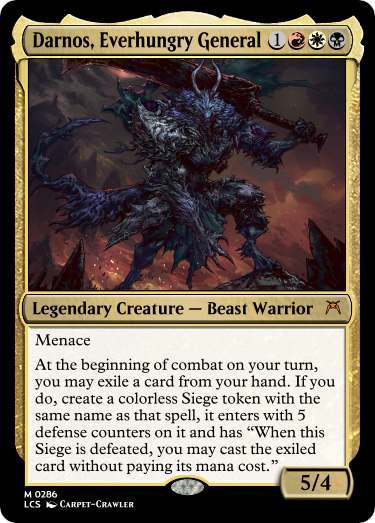 Darnos, Everhungry General 1
Legendary Creature — Beast Warrior
Menace
At the beginning of combat on your turn,
you may exile a card from your hand. If you
do, create a colorless Siege token with the
same name as that spell, it enters with 5
defense counters on it and has “When this
Siege is defeated, you may cast the exiled
card without paying its mana cost.”
5/4
M 0286
LCS Carpet-Crawler